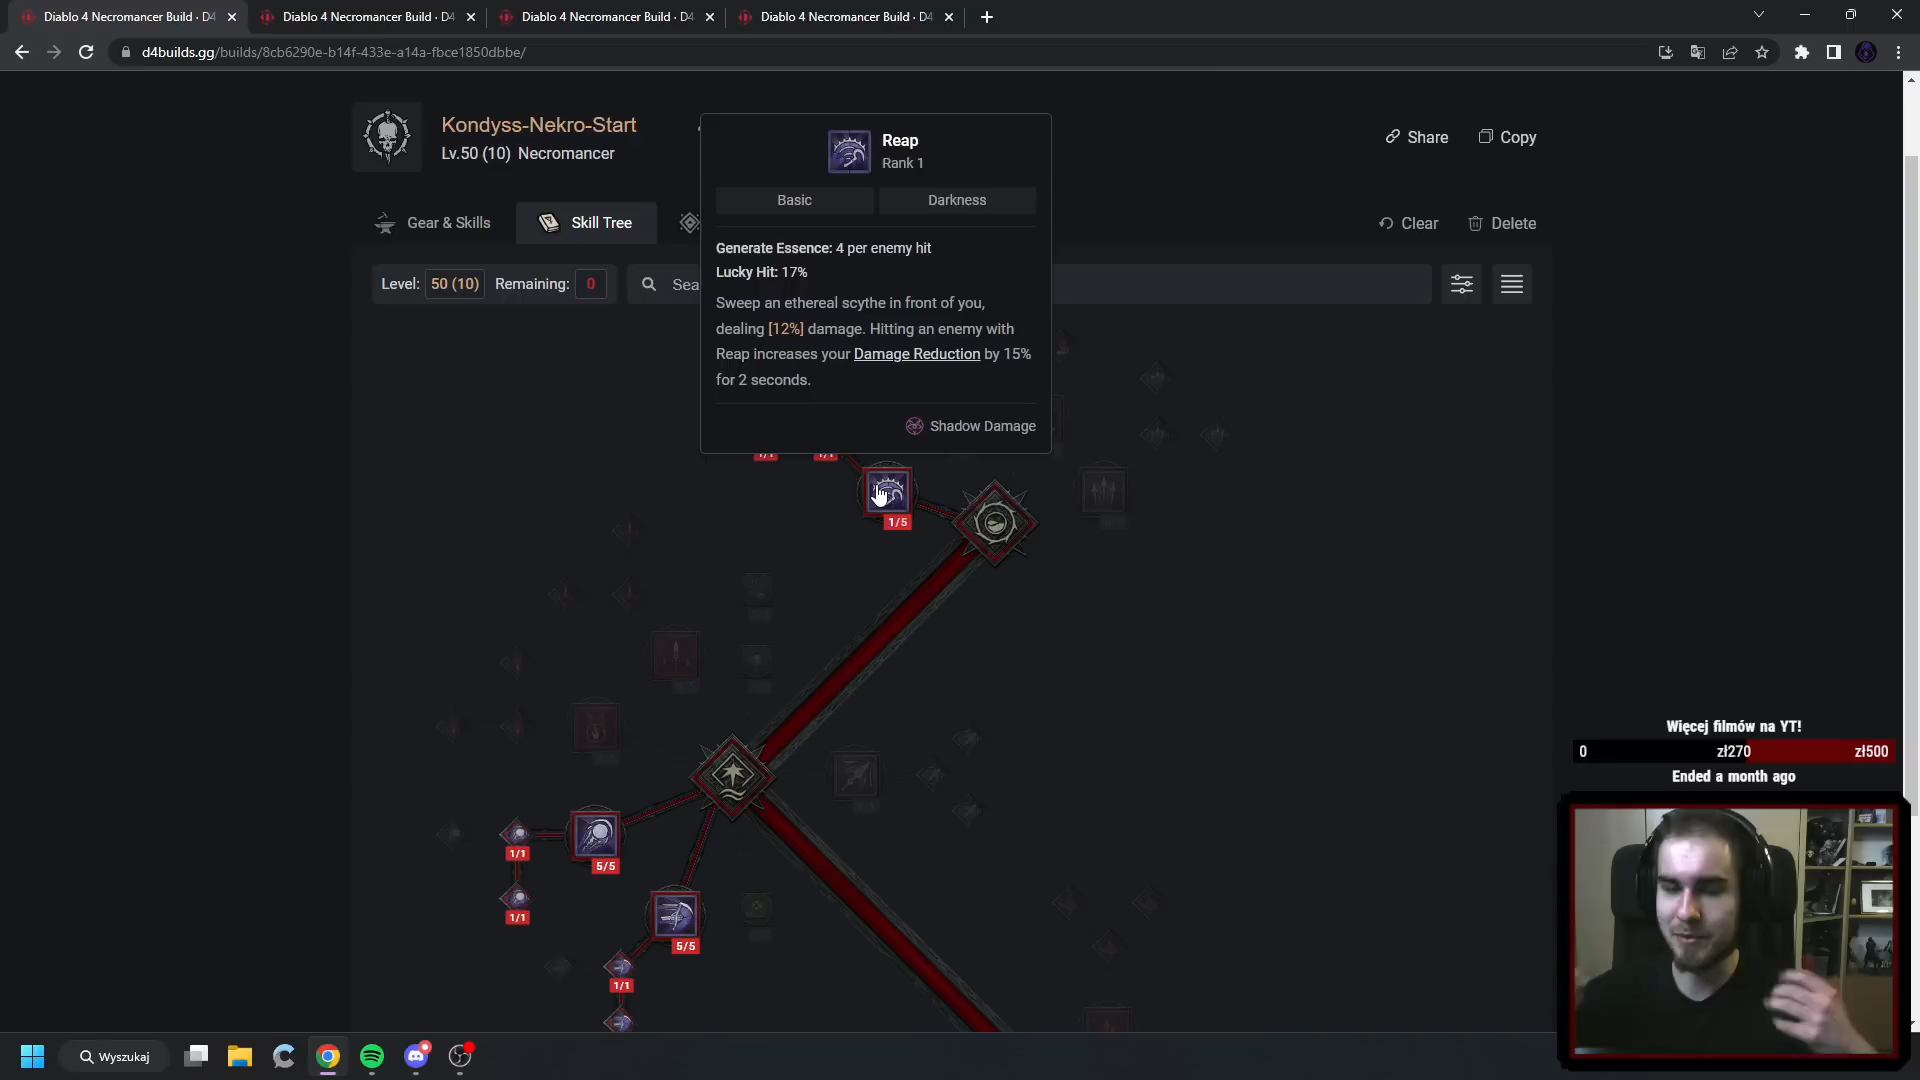 Diablo 4 Necromancer Build · D4
Diablo 4 Necromancer Build · D4
Diablo 4 Necromancer Build · D4
Diablo 4 Necromancer Build · D4
d4builds.gg/builds/8cb6290e-b14f-433e-a14a-fbce1850dbbe/
Kondyss-Nekro-Start
Lv.50 (10) Necromancer
Share
Copy
Reap
Rank 1
Basic
Darkness
Gear & Skills
Skill Tree
Clear
Delete
Generate Essence: 4 per enemy hit
Lucky Hit: 17%
Level: 50 (10) Remaining: 0
Sea
Sweep an ethereal scythe in front of you,
dealing [12%] damage. Hitting an enemy with
Reap increases your Damage Reduction by 15%
for 2 seconds.
Shadow Damage
1/1
1/1
1/5
5/5
1/1
1/1
5/5
1/1
Więcej filmów na YT!
0 zł270 zł500
Ended a month ago
Wyszukaj